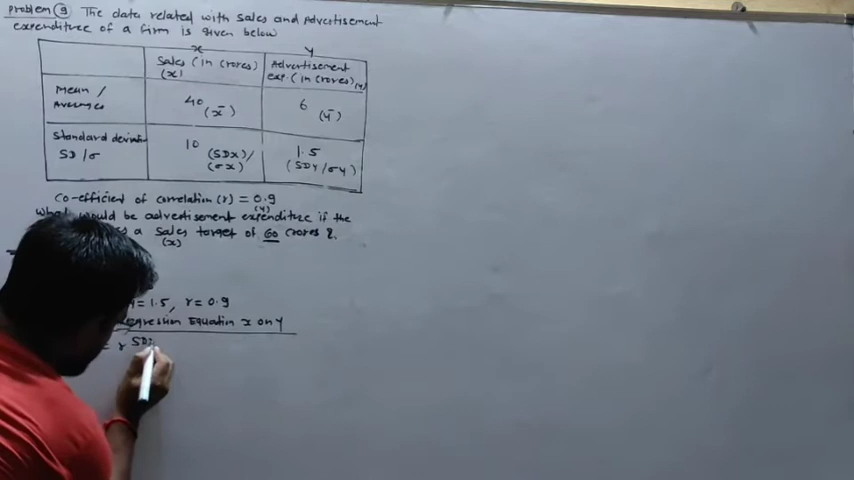 Problem 9 The data related with sales and Advertisement
expenditure of a firm is given below
x Y
Sales (in crores) (x) Advertisement exp. (in crores) (Y)
Mean / Averages 40 (x̄) 6 (Ȳ)
Standard deviation SD/σ 10 (SDx)/(σx) 1.5 (SDY/σY)
Co-efficient of correlation (r) = 0.9
(Y)
would be advertisement expenditure if the
a sales target of 60 crores?
(x)
= 1.5, r = 0.9
Regression Equation x on Y
= r SDx